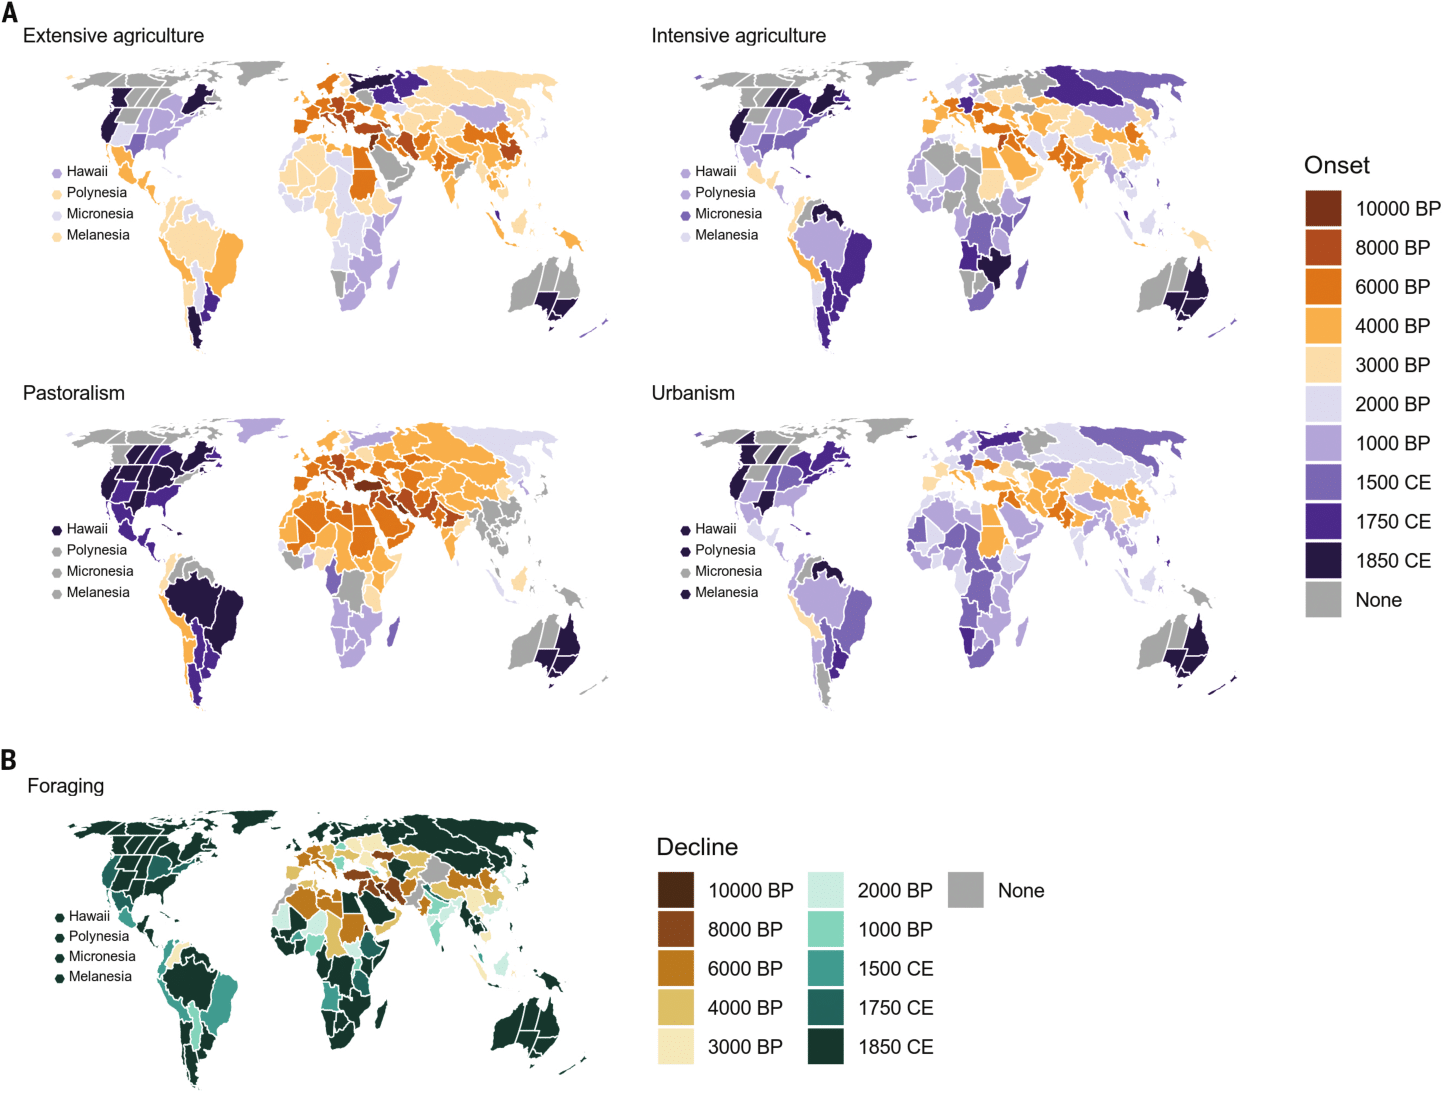 A
Extensive agriculture
Hawaii
Polynesia
Micronesia
Melanesia
Intensive agriculture
Hawaii
Polynesia
Micronesia
Melanesia
Pastoralism
Hawaii
Polynesia
Micronesia
Melanesia
Urbanism
Hawaii
Polynesia
Micronesia
Melanesia
Onset
10000 BP
8000 BP
6000 BP
4000 BP
3000 BP
2000 BP
1000 BP
1500 CE
1750 CE
1850 CE
None
B
Foraging
Hawaii
Polynesia
Micronesia
Melanesia
Decline
10000 BP
8000 BP
6000 BP
4000 BP
3000 BP
2000 BP
1000 BP
1500 CE
1750 CE
1850 CE
None